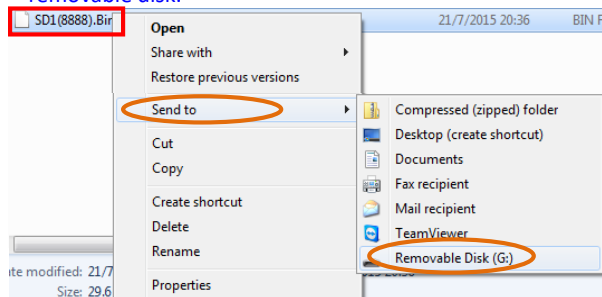 removable disk.
SD1(8888).Bin
21/7/2015 20:36
BIN F
Open
Share with
Restore previous versions
Send to
Cut
Copy
Create shortcut
Delete
Rename
Properties
Compressed (zipped) folder
Desktop (create shortcut)
Documents
Fax recipient
Mail recipient
TeamViewer
Removable Disk (G:)
te modified: 21/7
Size: 29.6